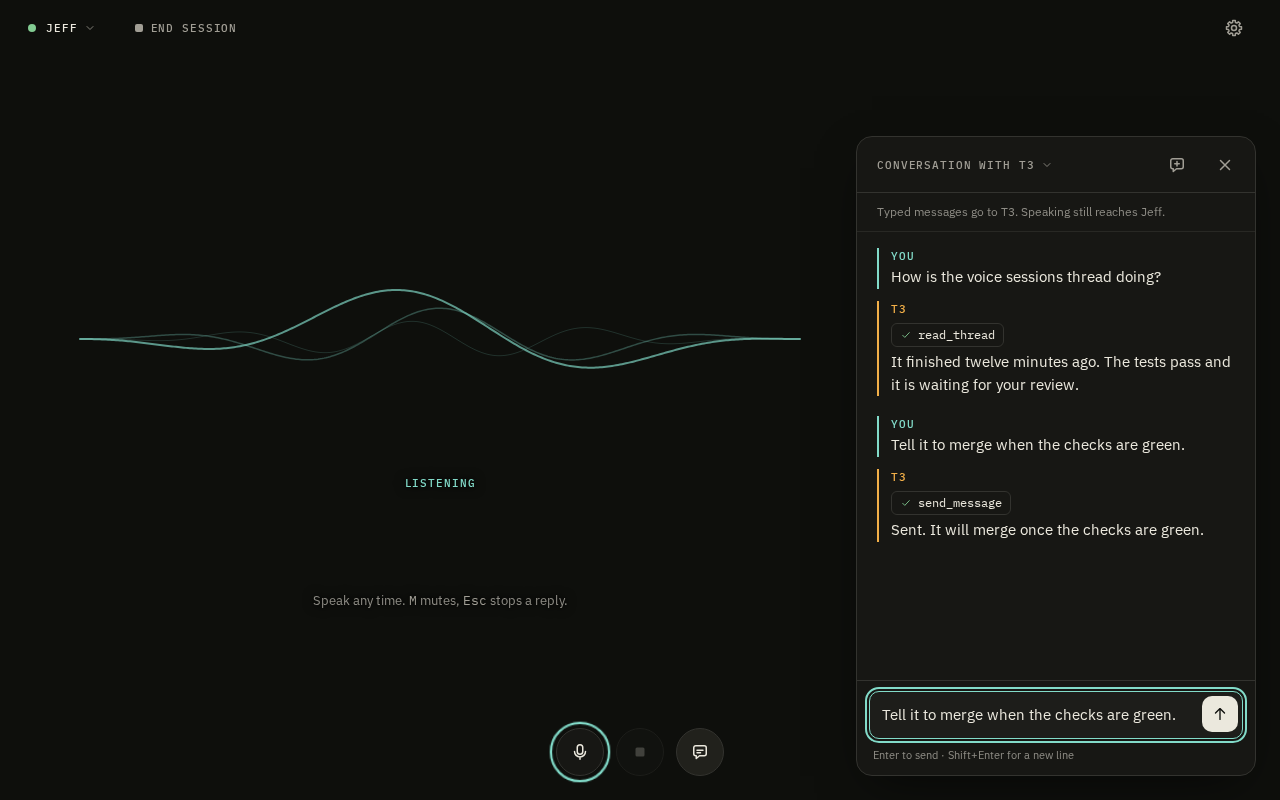 JEFF
END SESSION
CONVERSATION WITH T3
Typed messages go to T3. Speaking still reaches Jeff.
YOU
How is the voice sessions thread doing?
T3
read_thread
It finished twelve minutes ago. The tests pass and
it is waiting for your review.
YOU
Tell it to merge when the checks are green.
T3
send_message
Sent. It will merge once the checks are green.
LISTENING
Speak any time. M mutes, Esc stops a reply.
Tell it to merge when the checks are green.
Enter to send · Shift+Enter for a new line